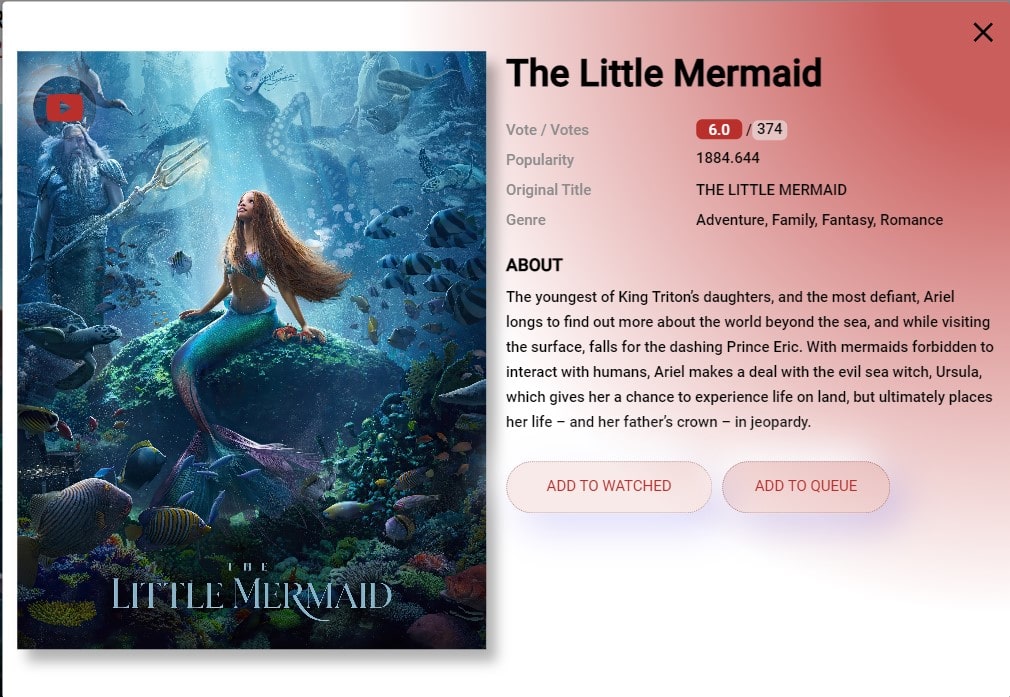 The Little Mermaid
Vote / Votes 6.0 / 374
Popularity 1884.644
Original Title THE LITTLE MERMAID
Genre Adventure, Family, Fantasy, Romance
ABOUT
The youngest of King Triton’s daughters, and the most defiant, Ariel
longs to find out more about the world beyond the sea, and while visiting
the surface, falls for the dashing Prince Eric. With mermaids forbidden to
interact with humans, Ariel makes a deal with the evil sea witch, Ursula,
which gives her a chance to experience life on land, but ultimately places
her life – and her father’s crown – in jeopardy.
ADD TO WATCHED ADD TO QUEUE
THE
LITTLE MERMAID